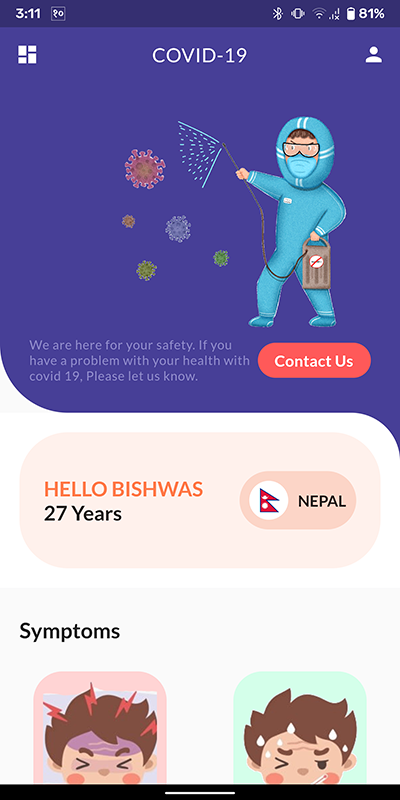 3:11 १० 81%
COVID-19
We are here for your safety. If you
have a problem with your health with
covid 19, Please let us know.
Contact Us
HELLO BISHWAS
27 Years
NEPAL
Symptoms